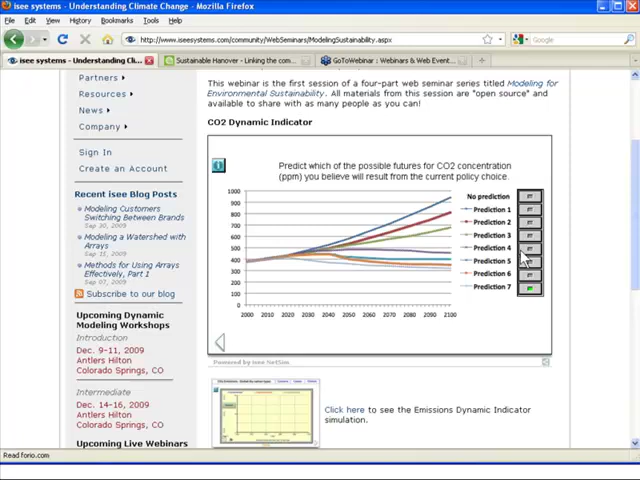 isee systems - Understanding Climate Change - Mozilla Firefox
File Edit View History Bookmarks Tools Help
http://www.iseesystems.com/community/WebSeminars/ModelingSustainability.aspx
Google
isee systems - Understanding Cl...
Sustainable Hanover - Linking the com...
GoToWebinar : Webinars & Web Event...
Partners
Resources
News
Company
Sign In
Create an Account
Recent isee Blog Posts
Modeling Customers
Switching Between Brands
Sep 20, 2009
Modeling a Watershed with
Arrays
Sep 15, 2009
Methods for Using Arrays
Effectively, Part 1
Sep 07, 2009
Subscribe to our blog
Upcoming Dynamic
Modeling Workshops
Introduction
Dec. 9-11, 2009
Antlers Hilton
Colorado Springs, CO
Intermediate
Dec. 14-16, 2009
Antlers Hilton
Colorado Springs, CO
Upcoming Live Webinars
This webinar is the first session of a four-part web seminar series titled Modeling for
Environmental Sustainability. All materials from this session are "open source" and
available to share with as many people as you can!
CO2 Dynamic Indicator
Predict which of the possible futures for CO2 concentration
(ppm) you believe will result from the current policy choice.
1000
900
800
700
600
500
400
300
200
100
0
2000 2010 2020 2030 2040 2050 2060 2070 2080 2090 2100
No prediction
Prediction 1
Prediction 2
Prediction 3
Prediction 4
Prediction 5
Prediction 6
Prediction 7
Powered by isee NetSim
Click here to see the Emissions Dynamic Indicator
simulation.
Read forio.com